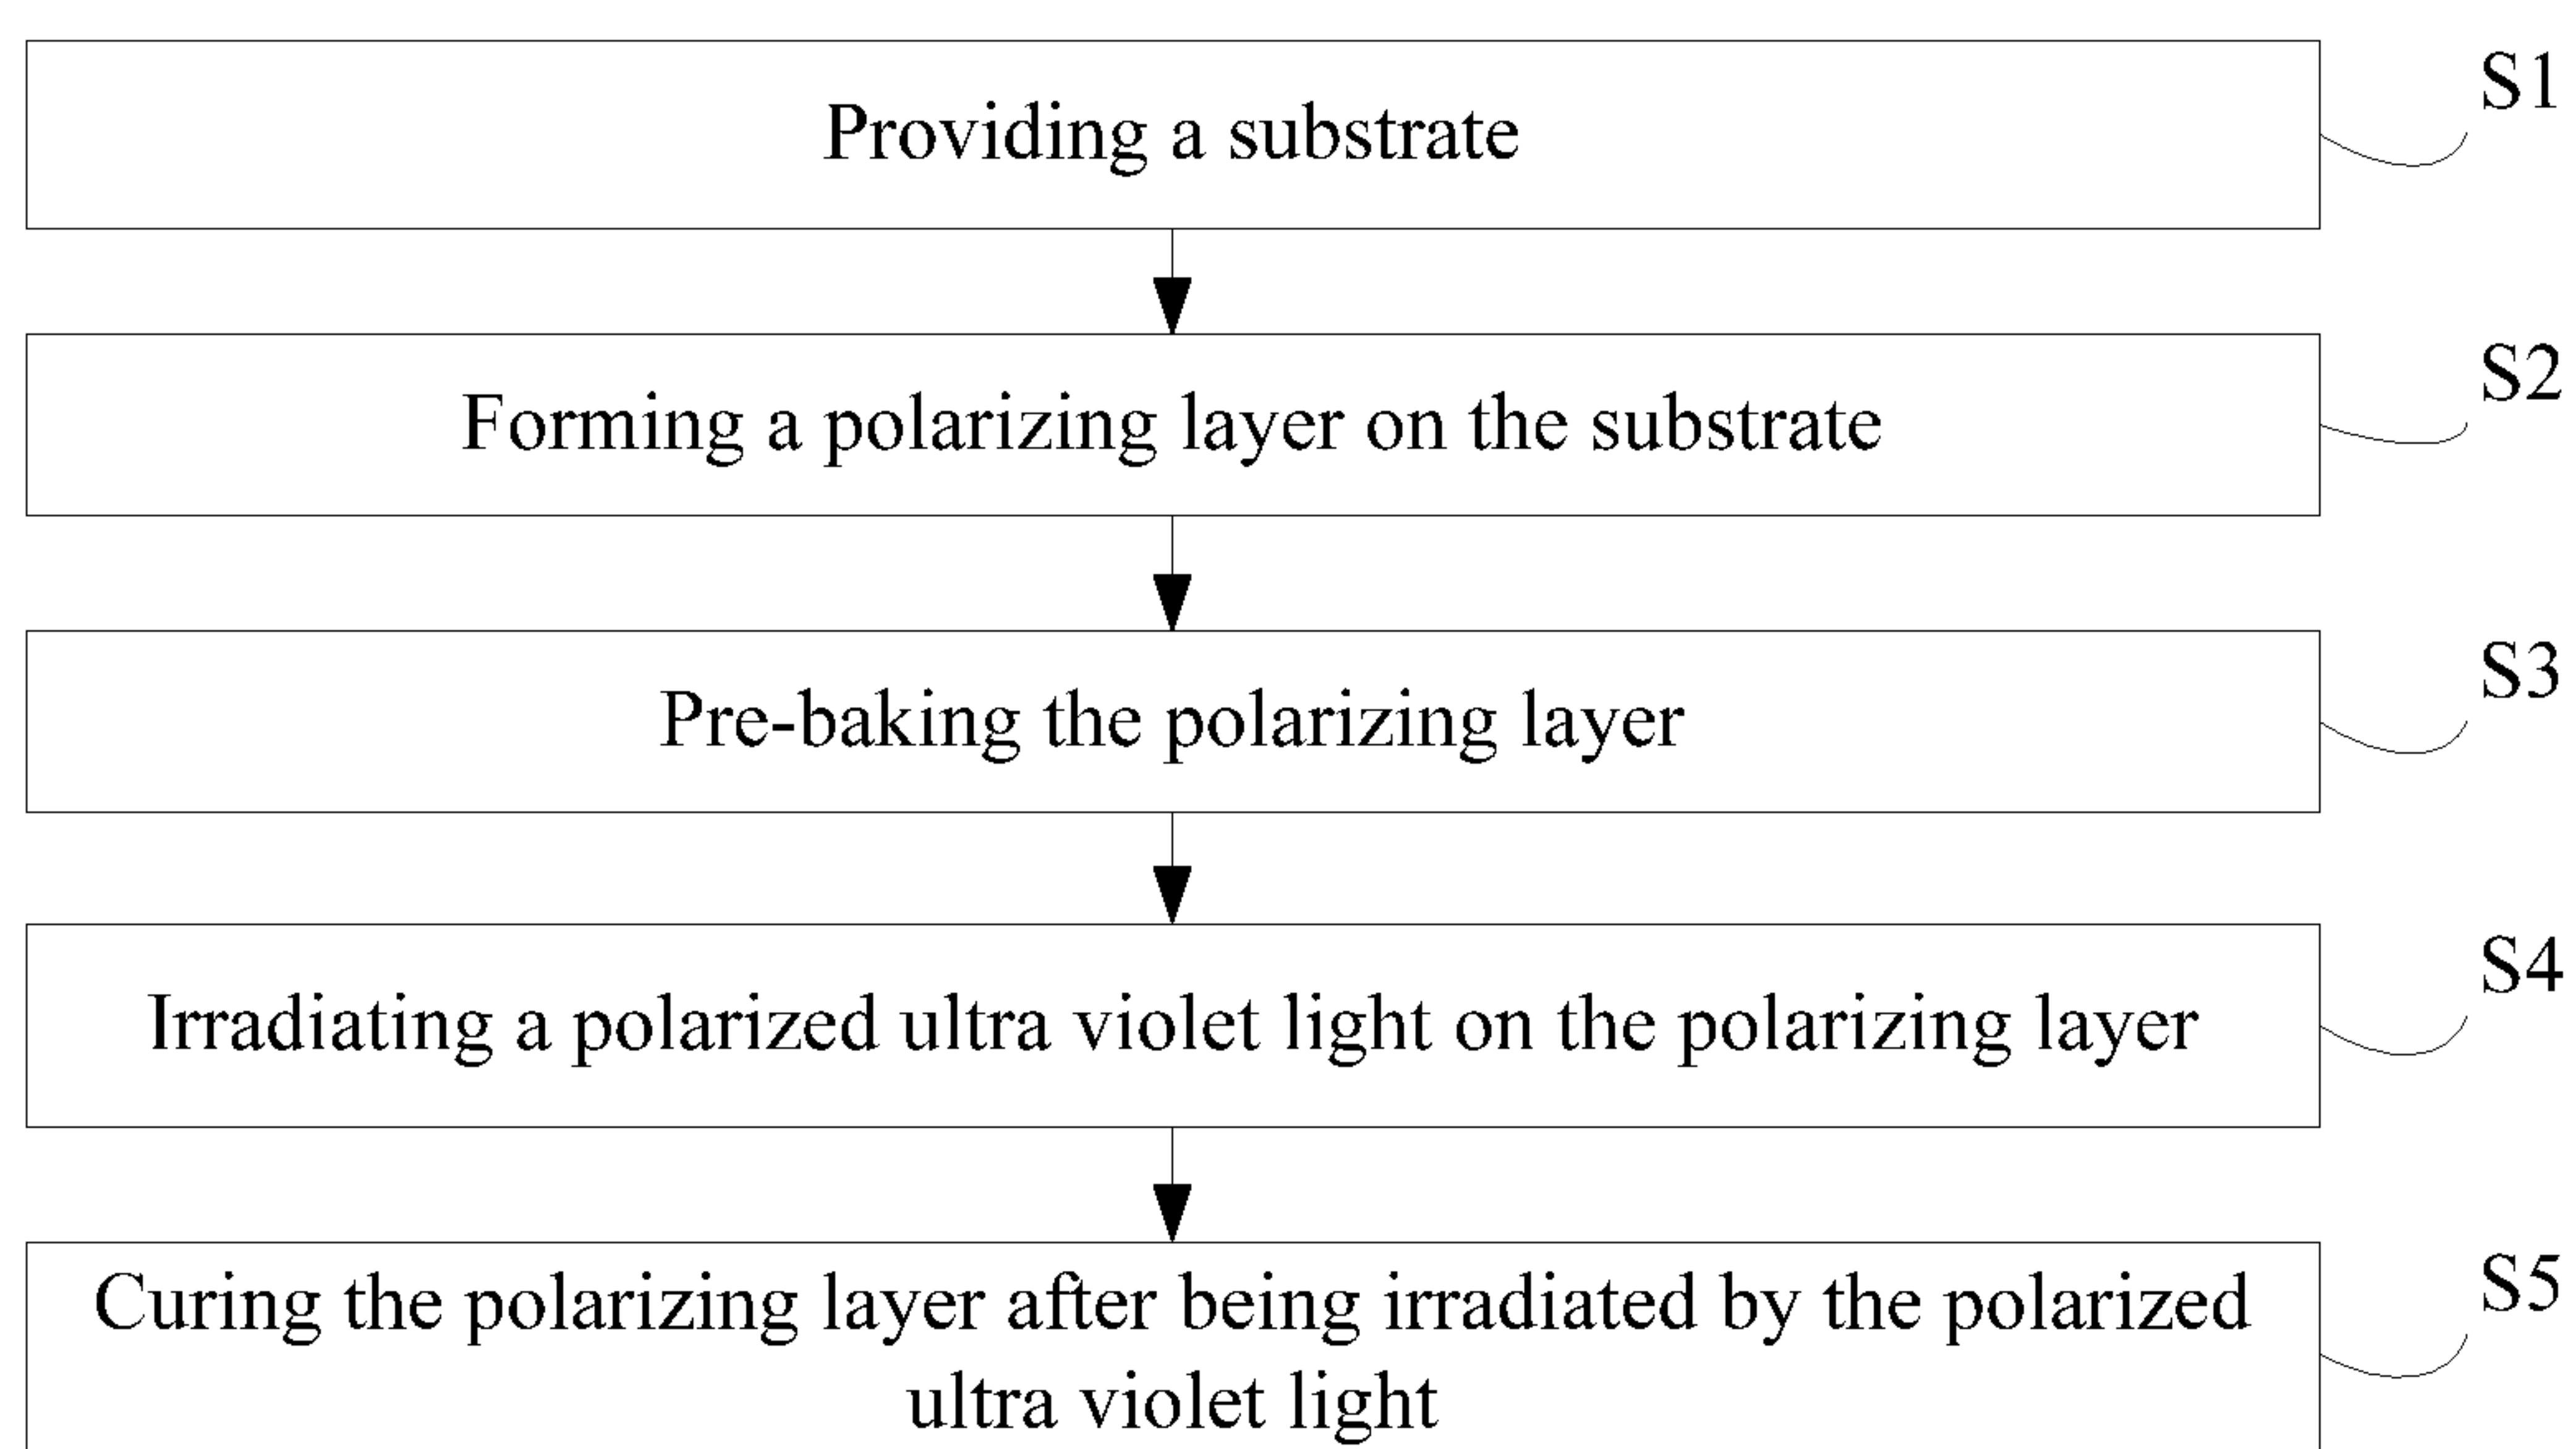 Providing a substrate
S1
Forming a polarizing layer on the substrate
S2
Pre-baking the polarizing layer
S3
Irradiating a polarized ultra violet light on the polarizing layer
S4
Curing the polarizing layer after being irradiated by the polarized
ultra violet light
S5